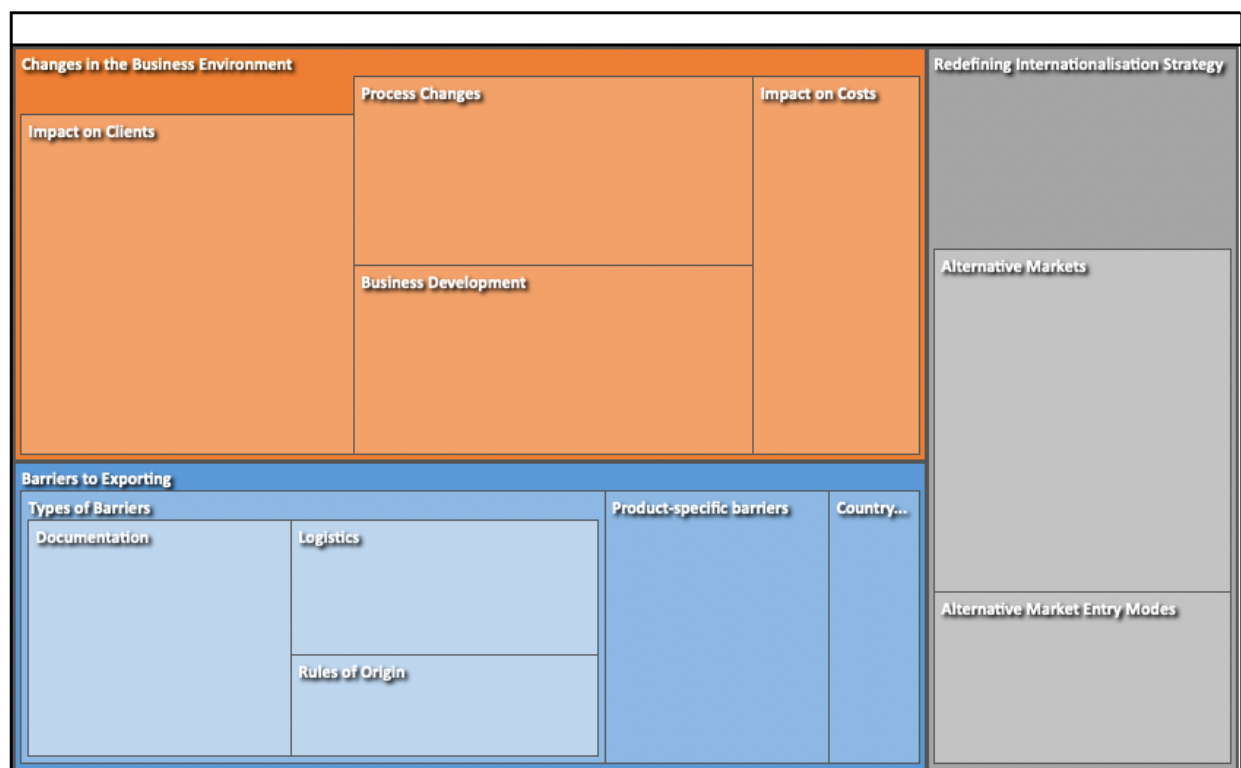 Changes in the Business Environment
Impact on Clients
Process Changes
Business Development
Impact on Costs
Barriers to Exporting
Types of Barriers
Documentation
Logistics
Rules of Origin
Product-specific barriers
Country...
Redefining Internationalisation Strategy
Alternative Markets
Alternative Market Entry Modes